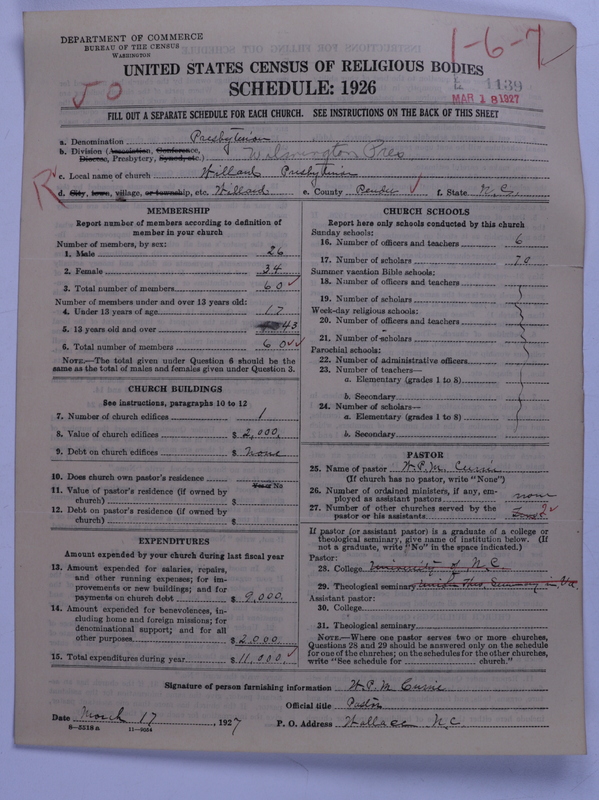 DEPARTMENT OF COMMERCE
BUREAU OF THE CENSUS
WASHINGTON
1-6-7
50
1139
MAR 18 1927
UNITED STATES CENSUS OF RELIGIOUS BODIES
SCHEDULE: 1926
FILL OUT A SEPARATE SCHEDULE FOR EACH CHURCH. SEE INSTRUCTIONS ON THE BACK OF THIS SHEET
a. Denomination Presbyterian
b. Division (Association, Conference, Diocese, Presbytery, Synod, etc.) Wilmington Pres
c. Local name of church Willard Presbyterian
R
d. City, town, village, or township, etc. Willard e. County Pender f. State N.C.
MEMBERSHIP
Report number of members according to definition of
member in your church
Number of members, by sex:
1. Male 26
2. Female 34
3. Total number of members 60
Number of members under and over 13 years old:
4. Under 13 years of age 17
5. 13 years old and over 43
6. Total number of members 60
NOTE.—The total given under Question 6 should be the
same as the total of males and females given under Question 3.
CHURCH BUILDINGS
See instructions, paragraphs 10 to 12
7. Number of church edifices 1
8. Value of church edifices $ 2,000.
9. Debt on church edifices $ None
10. Does church own pastor's residence Yes or No
11. Value of pastor's residence (if owned by
church) $
12. Debt on pastor's residence (if owned by
church) $
EXPENDITURES
Amount expended by your church during last fiscal year
13. Amount expended for salaries, repairs,
and other running expenses; for im-
provements or new buildings; and for
payments on church debt $ 9,000.
14. Amount expended for benevolences, in-
cluding home and foreign missions; for
denominational support; and for all
other purposes $ 2,000.
15. Total expenditures during year $ 11,000.
CHURCH SCHOOLS
Report here only schools conducted by this church
Sunday schools:
16. Number of officers and teachers 6
17. Number of scholars 70
Summer vacation Bible schools:
18. Number of officers and teachers
19. Number of scholars
Week-day religious schools:
20. Number of officers and teachers
21. Number of scholars
Parochial schools:
22. Number of administrative officers
23. Number of teachers—
a. Elementary (grades 1 to 8)
b. Secondary
24. Number of scholars—
a. Elementary (grades 1 to 8)
b. Secondary
PASTOR
25. Name of pastor W.P.M. Currie
(If church has no pastor, write "None")
26. Number of ordained ministers, if any, em-
ployed as assistant pastors none
27. Number of other churches served by the
pastor or his assistants 2
If pastor (or assistant pastor) is a graduate of a college or
theological seminary, give name of institution below. (If
not a graduate, write "No" in the space indicated.)
Pastor:
28. College University of N.C.
29. Theological seminary Union Theo. Seminary in Va.
Assistant pastor:
30. College
31. Theological seminary
NOTE.—Where one pastor serves two or more churches,
Questions 28 and 29 should be answered only on the schedule
for one of the churches; on the schedules for the other churches,
write "See schedule for church."
Signature of person furnishing information W.P.M. Currie
Official title Pastor
Date March 17, 1927 P. O. Address Wallace N.C.
8—5518a 11—9054